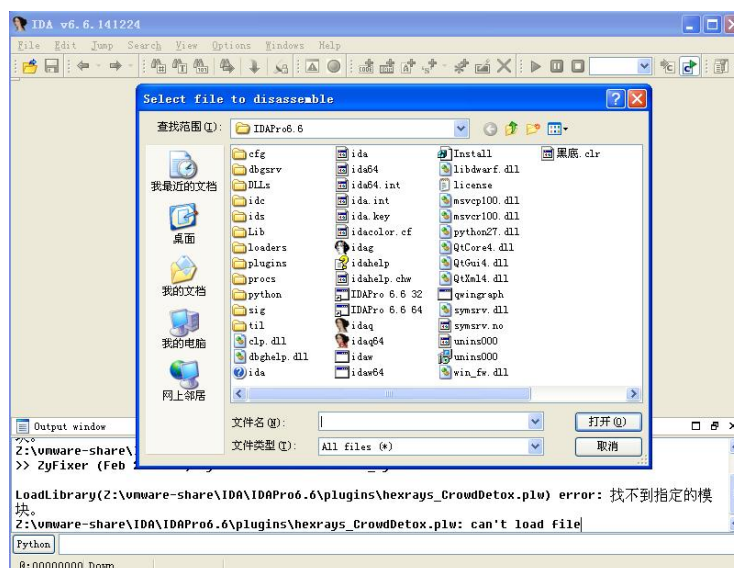 IDA v6.6.141224
File Edit Jump Search View Options Windows Help
Select file to disassemble
查找范围(I): IDAPro6.6
我最近的文档
桌面
我的文档
我的电脑
网上邻居
cfg
dbgsrv
DLLs
idc
ids
Lib
loaders
plugins
procs
python
sig
til
clp.dll
dbghelp.dll
ida
ida
ida64
ida64.int
ida.int
ida.key
idacolor.cf
idag
idahelp
idahelp.chw
IDAPro 6.6 32
IDAPro 6.6 64
idaq
idaq64
idaw
idaw64
Install
libdwarf.dll
license
msvcp100.dll
msvcr100.dll
python27.dll
QtCore4.dll
QtGui4.dll
QtXml4.dll
qwingraph
symsrv.dll
symsrv.no
unins000
unins000
win_fw.dll
黑底.clr
文件名(N): 打开(O)
文件类型(T): All files (*) 取消
Output window
Z:\vmware-share\
>> ZyFixer (Feb 2
LoadLibrary(Z:\vmware-share\IDA\IDAPro6.6\plugins\hexrays_CrowdDetox.plw) error: 找不到指定的模
块。
Z:\vmware-share\IDA\IDAPro6.6\plugins\hexrays_CrowdDetox.plw: can't load file
Python
0:00000000 Down